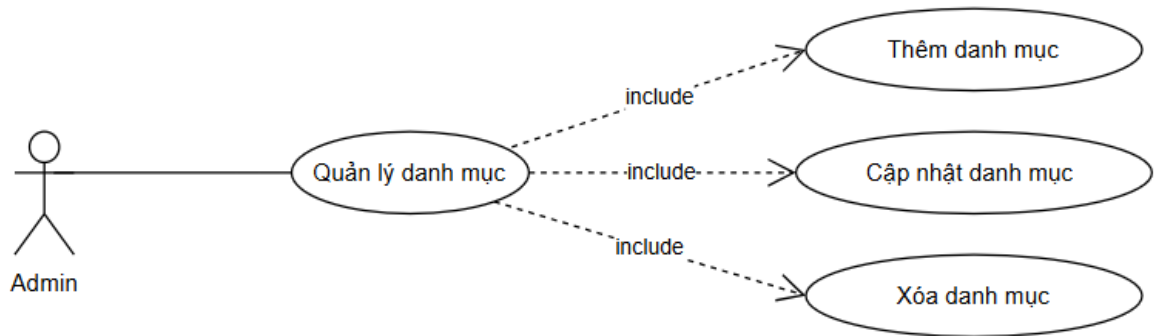 Thêm danh mục
include
Quản lý danh mục
include
Cập nhật danh mục
include
Admin
Xóa danh mục